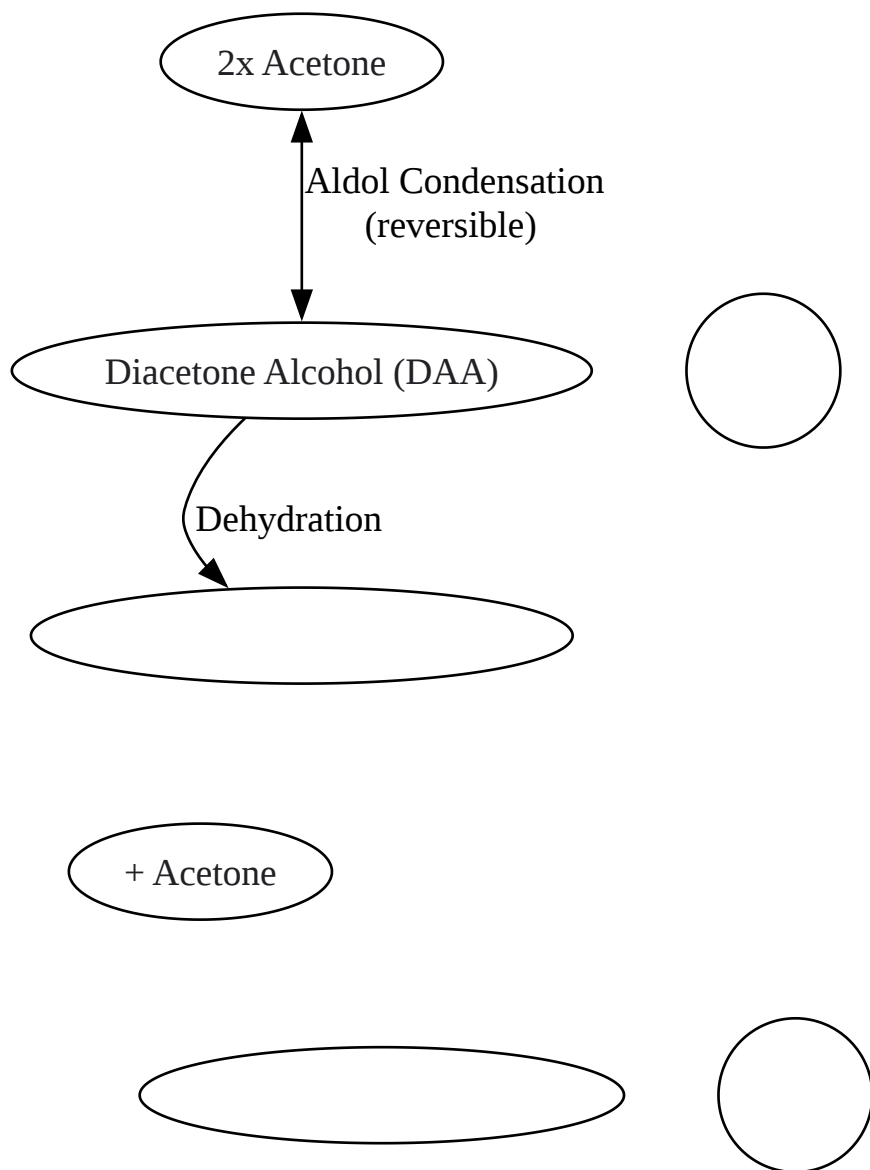 2x Acetone
Aldol Condensation
(reversible)
Diacetone Alcohol (DAA)
Dehydration
+ Acetone